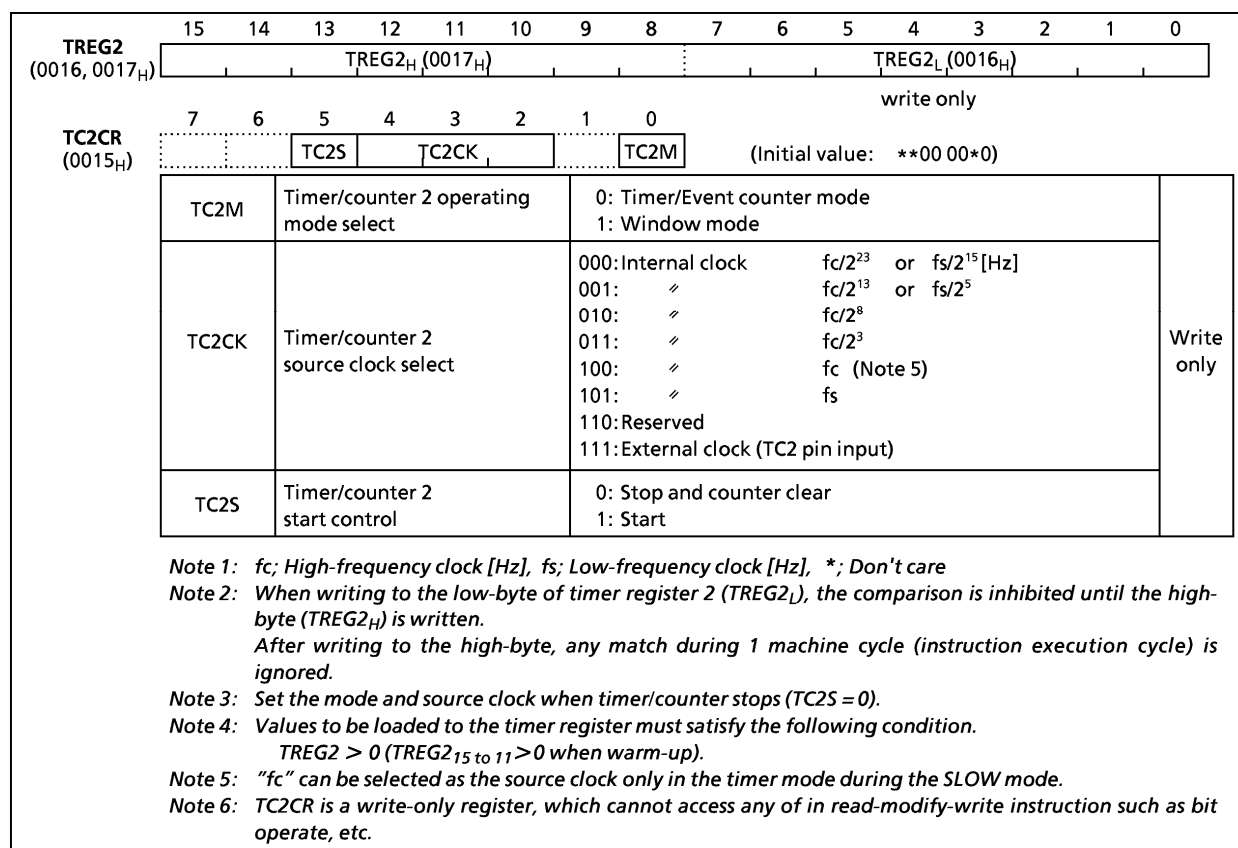 15 14 13 12 11 10 9 8 7 6 5 4 3 2 1 0
TREG2
(0016, 0017H)
TREG2H (0017H) TREG2L (0016H)
write only
7 6 5 4 3 2 1 0
TC2CR
(0015H)
TC2S TC2CK TC2M (Initial value: **00 00*0)
TC2M Timer/counter 2 operating mode select
0: Timer/Event counter mode
1: Window mode
TC2CK Timer/counter 2
source clock select
000: Internal clock fc/2²³ or fs/2¹⁵ [Hz]
001: 〃 fc/2¹³ or fs/2⁵
010: 〃 fc/2⁸
011: 〃 fc/2³
100: 〃 fc (Note 5)
101: 〃 fs
110: Reserved
111: External clock (TC2 pin input)
TC2S Timer/counter 2
start control
0: Stop and counter clear
1: Start
Write
only
Note 1: fc; High-frequency clock [Hz], fs; Low-frequency clock [Hz], *; Don't care
Note 2: When writing to the low-byte of timer register 2 (TREG2L), the comparison is inhibited until the high-
byte (TREG2H) is written.
After writing to the high-byte, any match during 1 machine cycle (instruction execution cycle) is
ignored.
Note 3: Set the mode and source clock when timer/counter stops (TC2S = 0).
Note 4: Values to be loaded to the timer register must satisfy the following condition.
TREG2 > 0 (TREG2 15 to 11 > 0 when warm-up).
Note 5: "fc" can be selected as the source clock only in the timer mode during the SLOW mode.
Note 6: TC2CR is a write-only register, which cannot access any of in read-modify-write instruction such as bit
operate, etc.